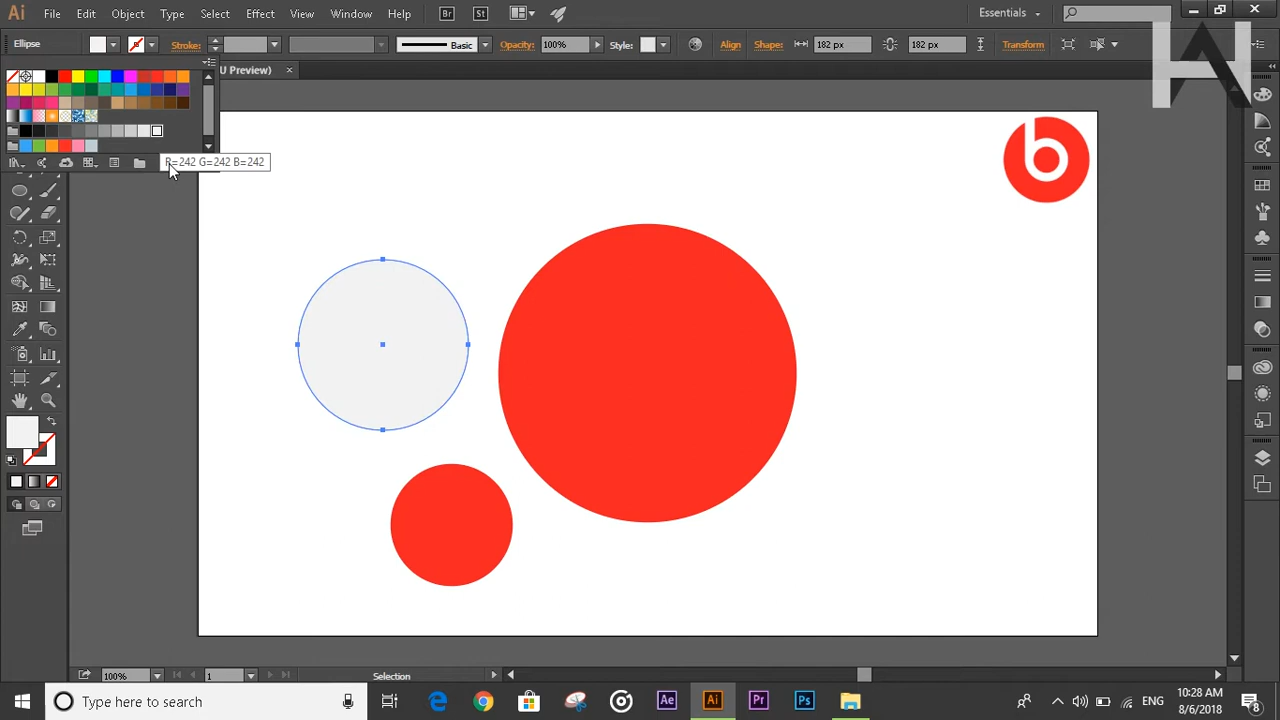 Ai File Edit Object Type Select Effect View Window Help Br St Essentials
Ellipse Stroke: Basic Opacity: 100% Style: Align Shape: 182 px 182 px Transform
U Preview) ×
R=242 G=242 B=242
100% 1 Selection
Type here to search Ae Ai Pr Ps ENG 10:28 AM
8/6/2018 8